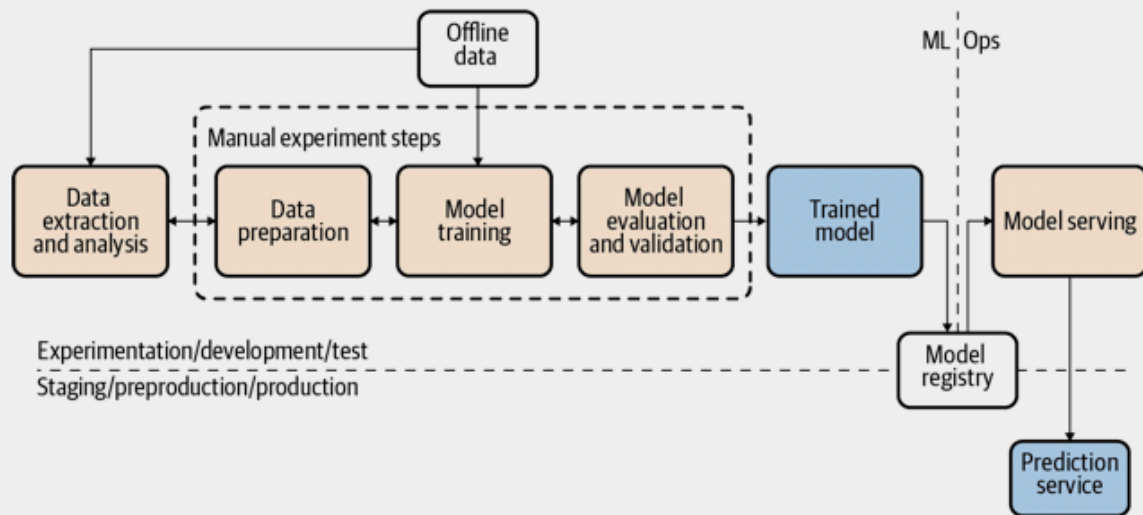 Offline
data
ML
Ops
Manual experiment steps
Data
extraction
and analysis
Data
preparation
Model
training
Model
evaluation
and validation
Trained
model
Model serving
Experimentation/development/test
Staging/preproduction/production
Model
registry
Prediction
service